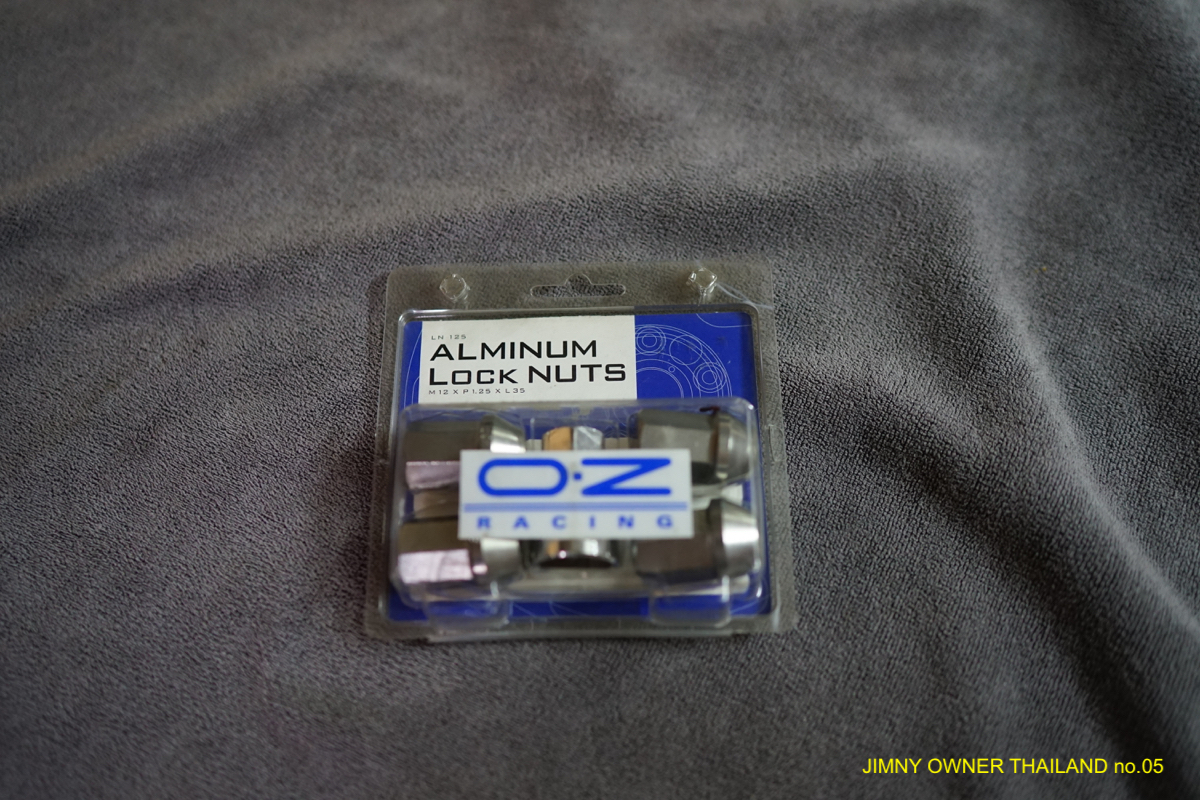 LN 125
ALMINUM
LOCK NUTS
M12 X P1.25 X L35
O·Z
RACING
JIMNY OWNER THAILAND no.05